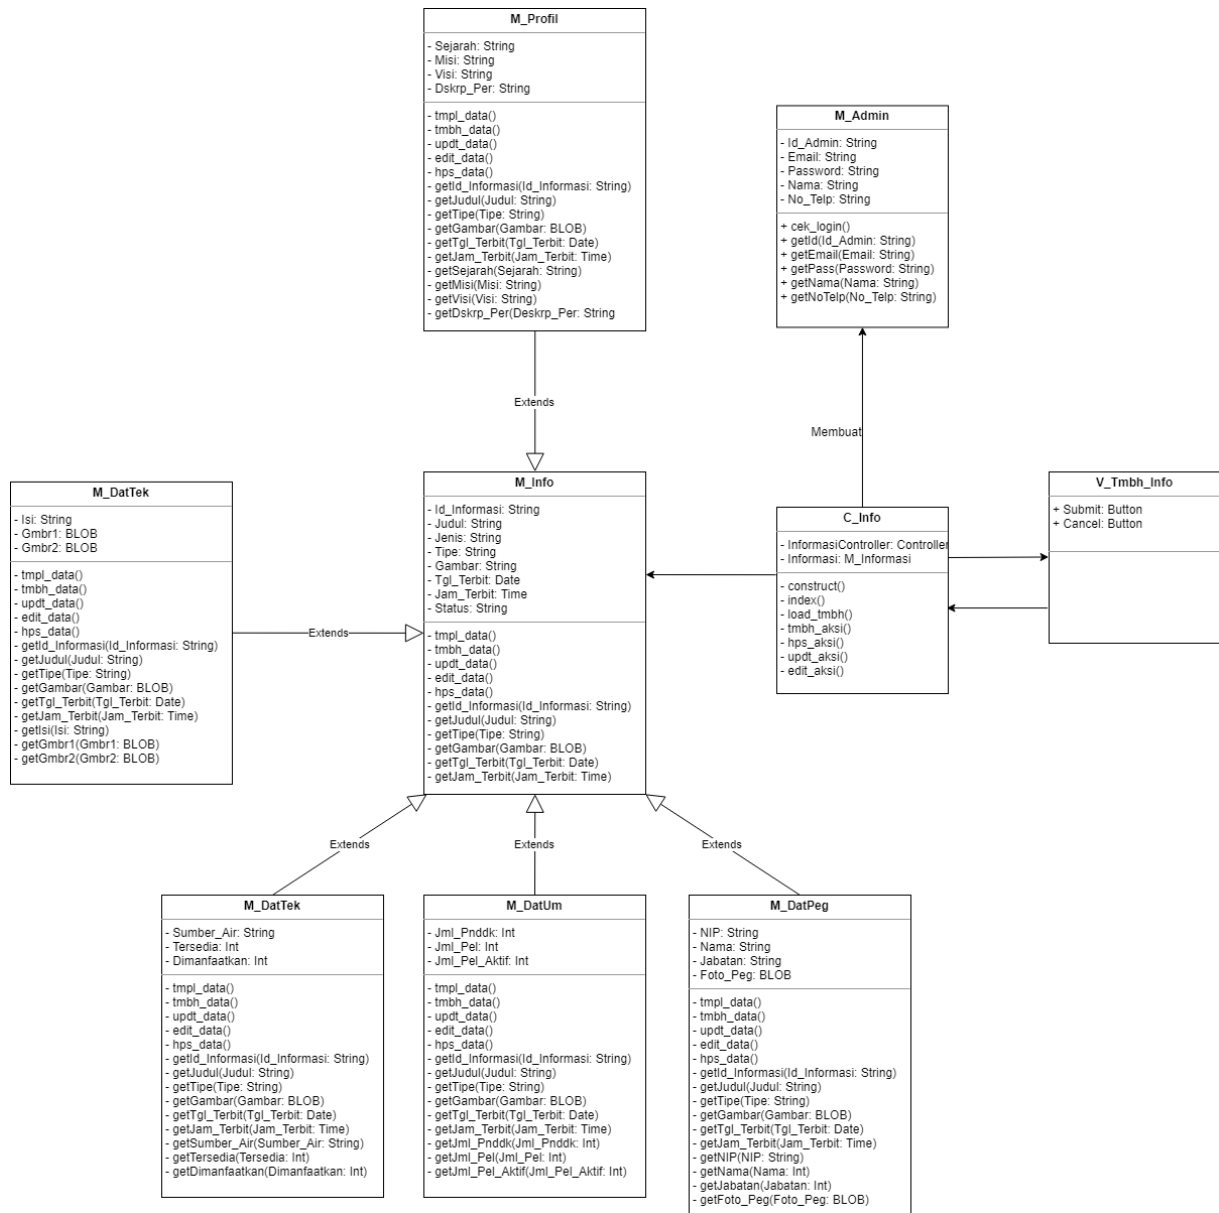 M_Profil
- Sejarah: String
- Misi: String
- Visi: String
- Dskrp_Per: String
- tmpl_data()
- tmbh_data()
- updt_data()
- edit_data()
- hps_data()
- getId_Informasi(Id_Informasi: String)
- getJudul(Judul: String)
- getTipe(Tipe: String)
- getGambar(Gambar: BLOB)
- getTgl_Terbit(Tgl_Terbit: Date)
- getJam_Terbit(Jam_Terbit: Time)
- getSejarah(Sejarah: String)
- getMisi(Misi: String)
- getVisi(Visi: String)
- getDskrp_Per(Deskrp_Per: String
M_Admin
- Id_Admin: String
- Email: String
- Password: String
- Nama: String
- No_Telp: String
+ cek_login()
+ getId(Id_Admin: String)
+ getEmail(Email: String)
+ getPass(Password: String)
+ getNama(Nama: String)
+ getNoTelp(No_Telp: String)
Extends
Membuat
M_DatTek
- Isi: String
- Gmbr1: BLOB
- Gmbr2: BLOB
- tmpl_data()
- tmbh_data()
- updt_data()
- edit_data()
- hps_data()
- getId_Informasi(Id_Informasi: String)
- getJudul(Judul: String)
- getTipe(Tipe: String)
- getGambar(Gambar: BLOB)
- getTgl_Terbit(Tgl_Terbit: Date)
- getJam_Terbit(Jam_Terbit: Time)
- getIsi(Isi: String)
- getGmbr1(Gmbr1: BLOB)
- getGmbr2(Gmbr2: BLOB)
Extends
M_Info
- Id_Informasi: String
- Judul: String
- Jenis: String
- Tipe: String
- Gambar: String
- Tgl_Terbit: Date
- Jam_Terbit: Time
- Status: String
- tmpl_data()
- tmbh_data()
- updt_data()
- edit_data()
- hps_data()
- getId_Informasi(Id_Informasi: String)
- getJudul(Judul: String)
- getTipe(Tipe: String)
- getGambar(Gambar: BLOB)
- getTgl_Terbit(Tgl_Terbit: Date)
- getJam_Terbit(Jam_Terbit: Time)
C_Info
- InformasiController: Controller
- Informasi: M_Informasi
- construct()
- index()
- load_tmbh()
- tmbh_aksi()
- hps_aksi()
- updt_aksi()
- edit_aksi()
V_Tmbh_Info
+ Submit: Button
+ Cancel: Button
Extends
Extends
Extends
M_DatTek
- Sumber_Air: String
- Tersedia: Int
- Dimanfaatkan: Int
- tmpl_data()
- tmbh_data()
- updt_data()
- edit_data()
- hps_data()
- getId_Informasi(Id_Informasi: String)
- getJudul(Judul: String)
- getTipe(Tipe: String)
- getGambar(Gambar: BLOB)
- getTgl_Terbit(Tgl_Terbit: Date)
- getJam_Terbit(Jam_Terbit: Time)
- getSumber_Air(Sumber_Air: String)
- getTersedia(Tersedia: Int)
- getDimanfaatkan(Dimanfaatkan: Int)
M_DatUm
- Jml_Pnddk: Int
- Jml_Pel: Int
- Jml_Pel_Aktif: Int
- tmpl_data()
- tmbh_data()
- updt_data()
- edit_data()
- hps_data()
- getId_Informasi(Id_Informasi: String)
- getJudul(Judul: String)
- getTipe(Tipe: String)
- getGambar(Gambar: BLOB)
- getTgl_Terbit(Tgl_Terbit: Date)
- getJam_Terbit(Jam_Terbit: Time)
- getJml_Pnddk(Jml_Pnddk: Int)
- getJml_Pel(Jml_Pel: Int)
- getJml_Pel_Aktif(Jml_Pel_Aktif: Int)
M_DatPeg
- NIP: String
- Nama: String
- Jabatan: String
- Foto_Peg: BLOB
- tmpl_data()
- tmbh_data()
- updt_data()
- edit_data()
- hps_data()
- getId_Informasi(Id_Informasi: String)
- getJudul(Judul: String)
- getTipe(Tipe: String)
- getGambar(Gambar: BLOB)
- getTgl_Terbit(Tgl_Terbit: Date)
- getJam_Terbit(Jam_Terbit: Time)
- getNIP(NIP: String)
- getNama(Nama: Int)
- getJabatan(Jabatan: Int)
- getFoto_Peg(Foto_Peg: BLOB)